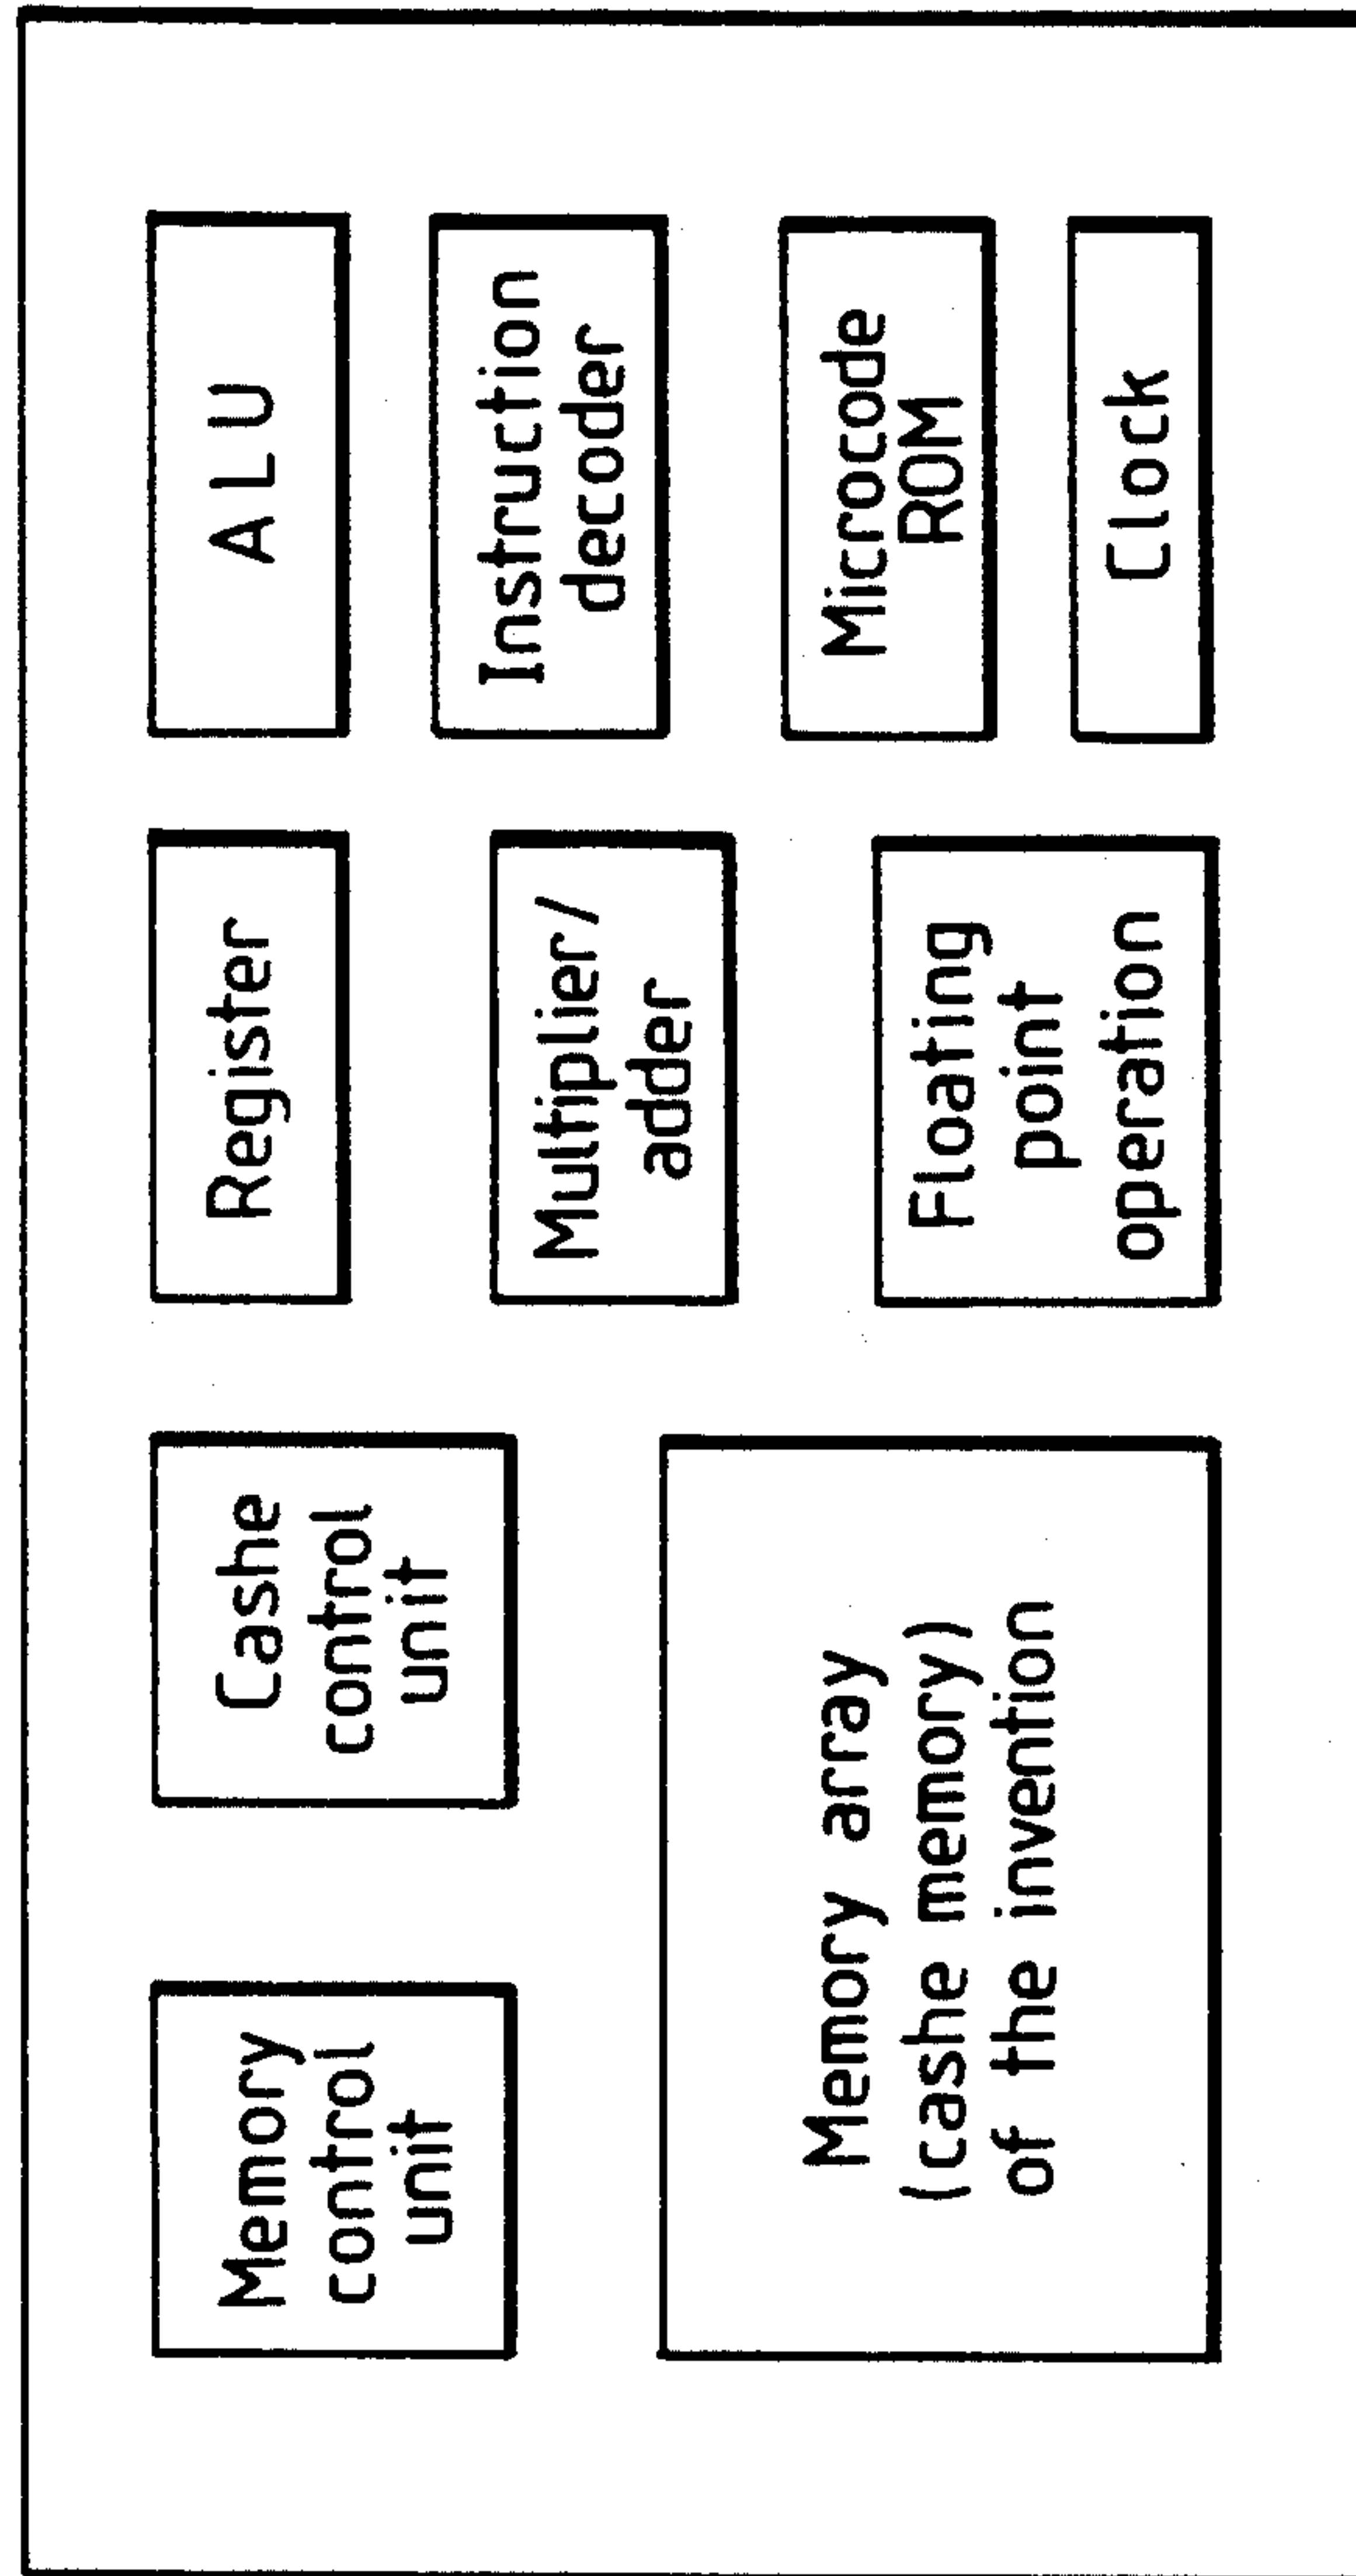 Memory
control
unit
Cashe
control
unit
Register
A L U
Memory array
(cashe memory)
of the invention
Multiplier/
adder
Instruction
decoder
Floating
point
operation
Microcode
ROM
Clock